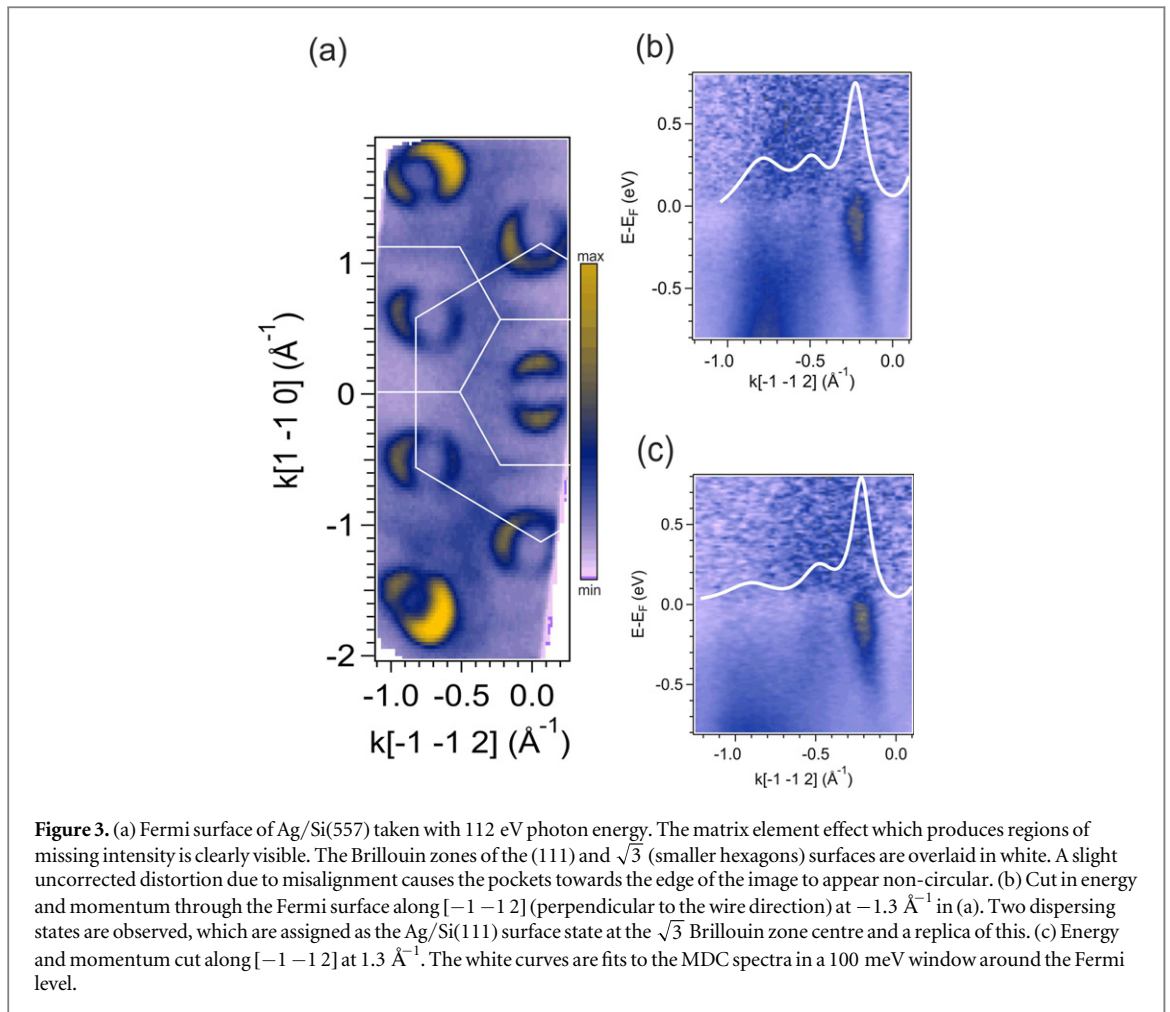 (a)
(b)
(c)
k[1 -1 0] (Å-1)
1
0
-1
-2
-1.0 -0.5 0.0
k[-1 -1 2] (Å-1)
max
min
E-EF (eV)
0.5
0.0
-0.5
-1.0 -0.5 0.0
k[-1 -1 2] (Å-1)
E-EF (eV)
0.5
0.0
-0.5
-1.0 -0.5 0.0
k[-1 -1 2] (Å-1)
Figure 3. (a) Fermi surface of Ag/Si(557) taken with 112 eV photon energy. The matrix element effect which produces regions of
missing intensity is clearly visible. The Brillouin zones of the (111) and √3 (smaller hexagons) surfaces are overlaid in white. A slight
uncorrected distortion due to misalignment causes the pockets towards the edge of the image to appear non-circular. (b) Cut in energy
and momentum through the Fermi surface along [−1 −1 2] (perpendicular to the wire direction) at −1.3 Å−1 in (a). Two dispersing
states are observed, which are assigned as the Ag/Si(111) surface state at the √3 Brillouin zone centre and a replica of this. (c) Energy
and momentum cut along [−1 −1 2] at 1.3 Å−1. The white curves are fits to the MDC spectra in a 100 meV window around the Fermi
level.